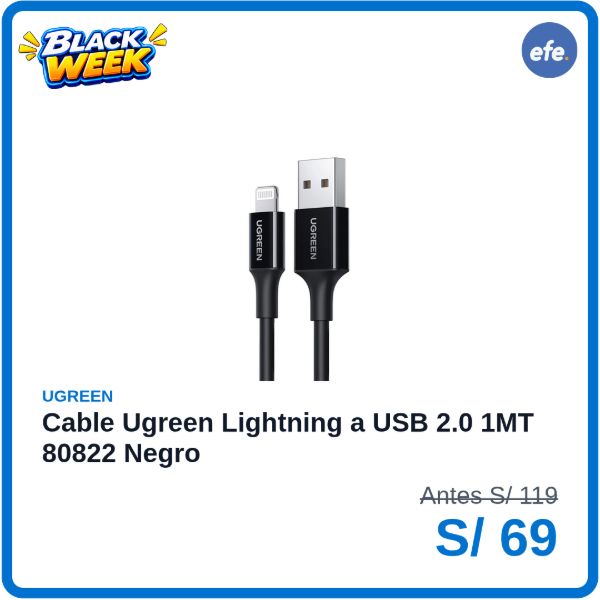 BLACK
WEEK
efe.
UGREEN
UGREEN
UGREEN
Cable Ugreen Lightning a USB 2.0 1MT
80822 Negro
Antes S/ 119
S/ 69